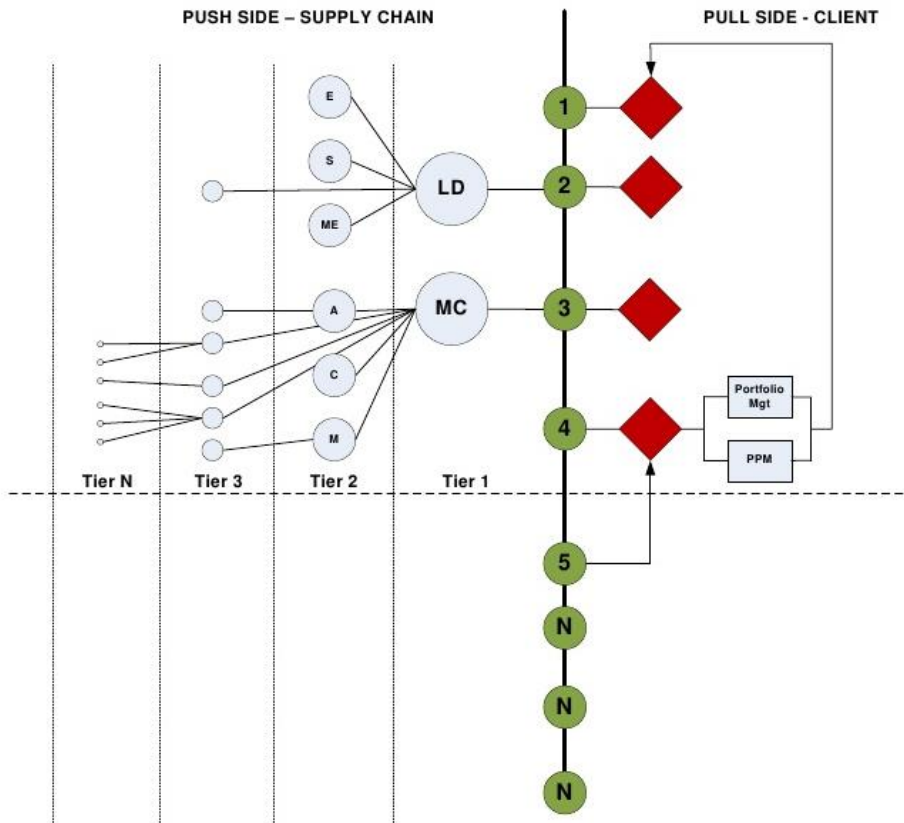 PUSH SIDE – SUPPLY CHAIN
PULL SIDE - CLIENT
E
1
S
LD
2
ME
A
MC
3
C
Portfolio
Mgt
M
4
PPM
Tier N
Tier 3
Tier 2
Tier 1
5
N
N
N